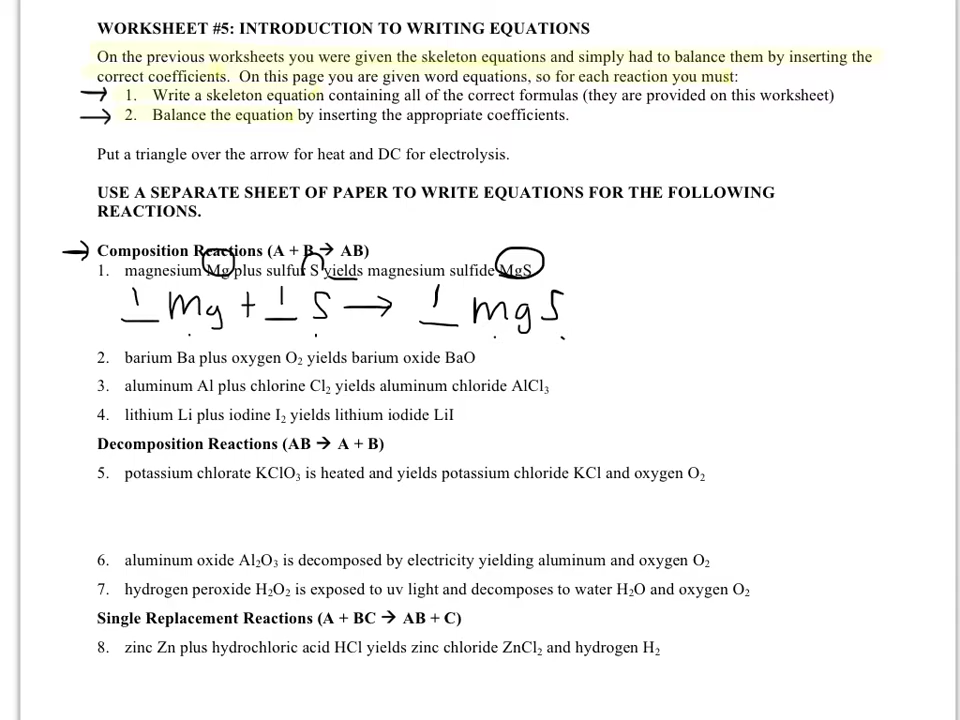 WORKSHEET #5: INTRODUCTION TO WRITING EQUATIONS
On the previous worksheets you were given the skeleton equations and simply had to balance them by inserting the
correct coefficients. On this page you are given word equations, so for each reaction you must:
→ 1. Write a skeleton equation containing all of the correct formulas (they are provided on this worksheet)
→ 2. Balance the equation by inserting the appropriate coefficients.
Put a triangle over the arrow for heat and DC for electrolysis.
USE A SEPARATE SHEET OF PAPER TO WRITE EQUATIONS FOR THE FOLLOWING
REACTIONS.
→ Composition Reactions (A + B → AB)
1. magnesium Mg plus sulfur S yields magnesium sulfide MgS
1 Mg + 1 S → 1 mgS
2. barium Ba plus oxygen O₂ yields barium oxide BaO
3. aluminum Al plus chlorine Cl₂ yields aluminum chloride AlCl₃
4. lithium Li plus iodine I₂ yields lithium iodide LiI
Decomposition Reactions (AB → A + B)
5. potassium chlorate KClO₃ is heated and yields potassium chloride KCl and oxygen O₂
6. aluminum oxide Al₂O₃ is decomposed by electricity yielding aluminum and oxygen O₂
7. hydrogen peroxide H₂O₂ is exposed to uv light and decomposes to water H₂O and oxygen O₂
Single Replacement Reactions (A + BC → AB + C)
8. zinc Zn plus hydrochloric acid HCl yields zinc chloride ZnCl₂ and hydrogen H₂